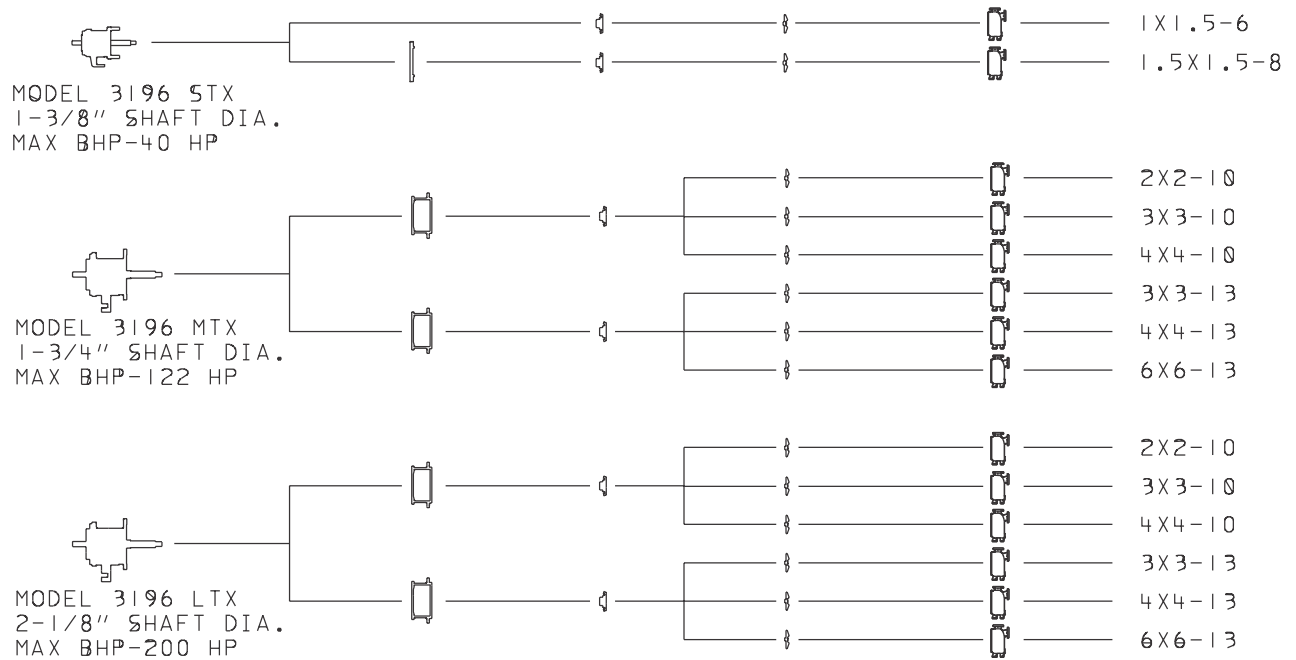 1X1.5-6
1.5X1.5-8
MODEL 3196 STX
1-3/8" SHAFT DIA.
MAX BHP-40 HP
2X2-10
3X3-10
4X4-10
3X3-13
4X4-13
6X6-13
MODEL 3196 MTX
1-3/4" SHAFT DIA.
MAX BHP-122 HP
2X2-10
3X3-10
4X4-10
3X3-13
4X4-13
6X6-13
MODEL 3196 LTX
2-1/8" SHAFT DIA.
MAX BHP-200 HP